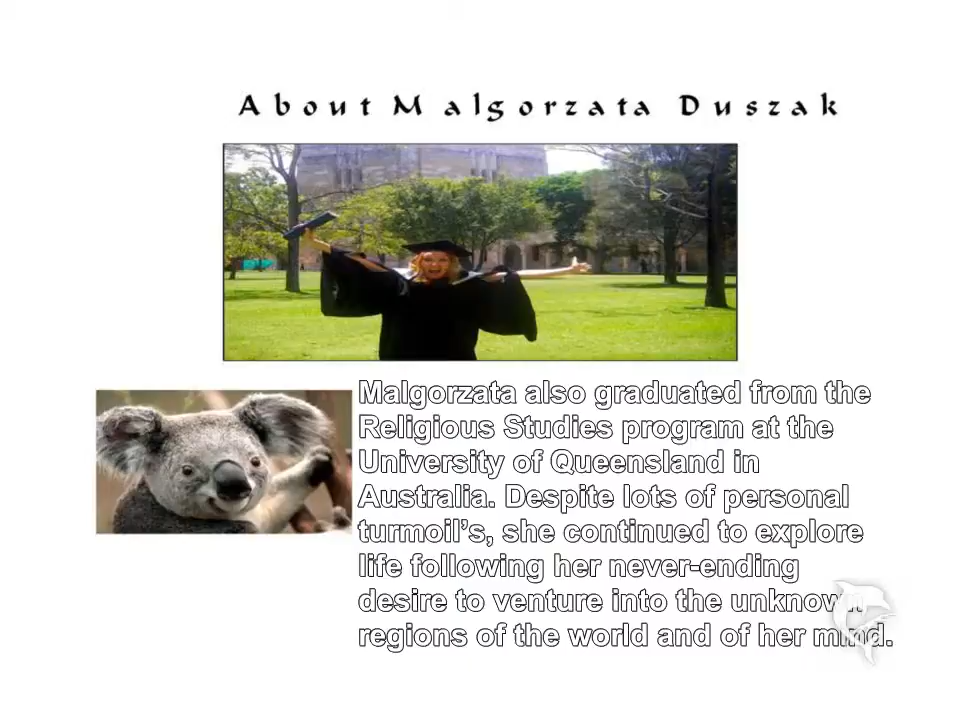 About Malgorzata Duszak
Malgorzata also graduated from the
Religious Studies program at the
University of Queensland in
Australia. Despite lots of personal
turmoil’s, she continued to explore
life following her never-ending
desire to venture into the unknown
regions of the world and of her mind.